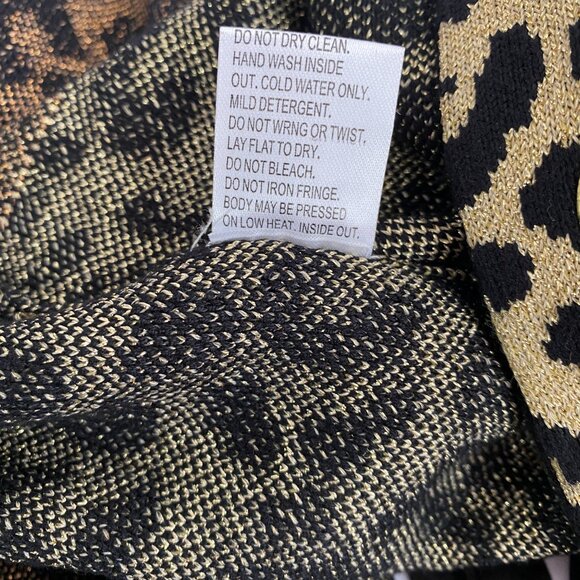 DO NOT DRY CLEAN.
HAND WASH INSIDE
OUT. COLD WATER ONLY.
MILD DETERGENT.
DO NOT WRNG OR TWIST.
LAY FLAT TO DRY.
DO NOT BLEACH.
DO NOT IRON FRINGE.
BODY MAY BE PRESSED
ON LOW HEAT. INSIDE OUT.